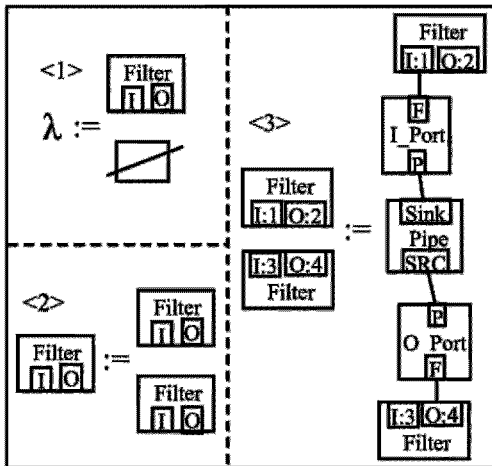 <1>
Filter
I O
λ :=
<2>
Filter
I O
:=
Filter
I O
Filter
I O
<3>
Filter
I:1 O:2
I:3 O:4
Filter
:=
Filter
I:1 O:2
F
I_Port
P
Sink
Pipe
SRC
P
O_Port
F
I:3 O:4
Filter